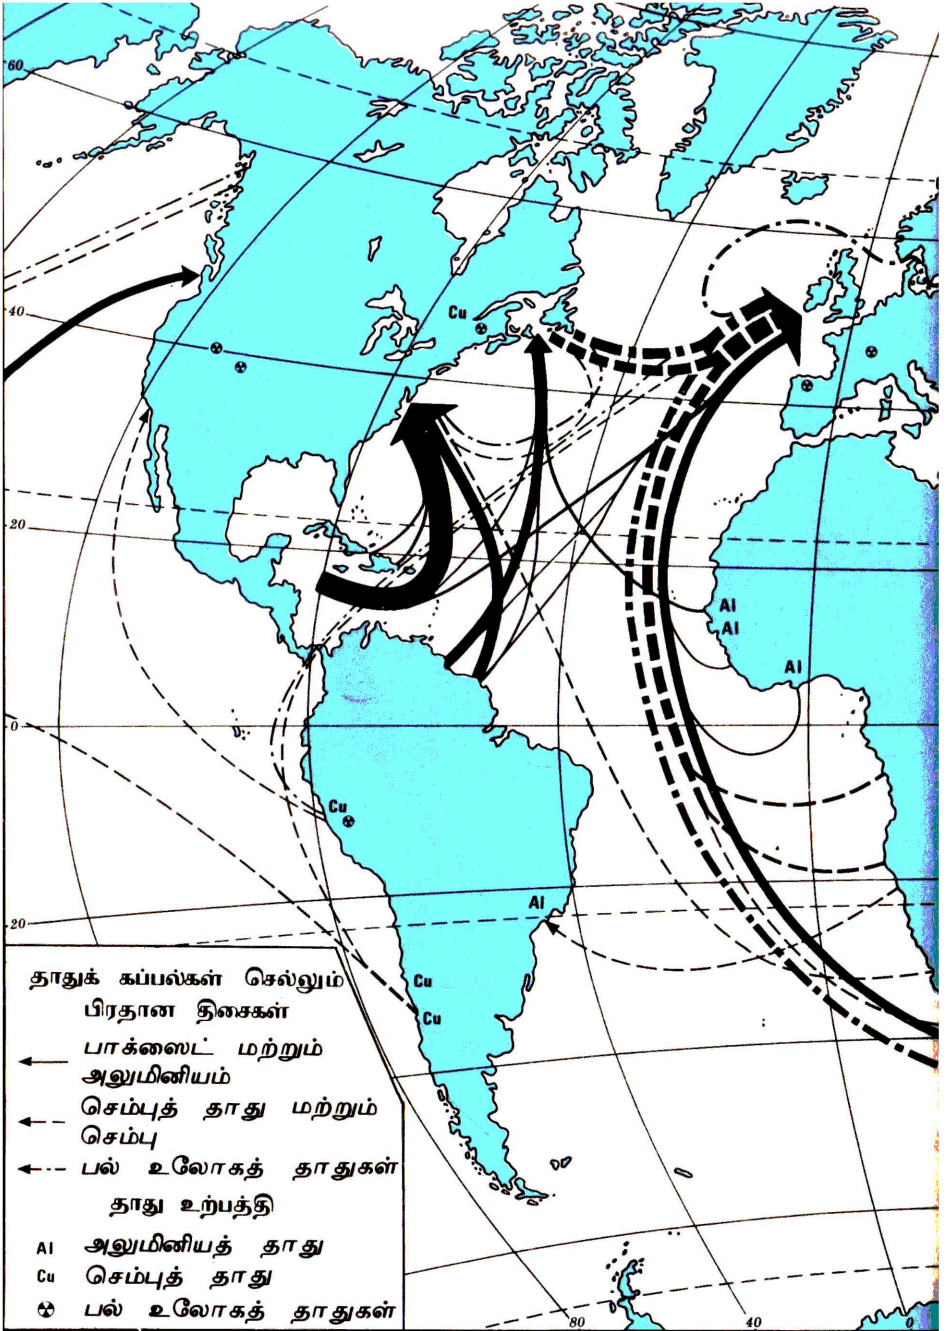 60
40
20
0
20
Cu
Al
Al
Al
Cu
Al
Cu
Cu
தாதுக் கப்பல்கள் செல்லும்
பிரதான திசைகள்
பாக்ஸைட் மற்றும்
அலுமினியம்
செம்புத் தாது மற்றும்
செம்பு
பல் உலோகத் தாதுகள்
தாது உற்பத்தி
Al அலுமினியத் தாது
Cu செம்புத் தாது
பல் உலோகத் தாதுகள்
80 40 0